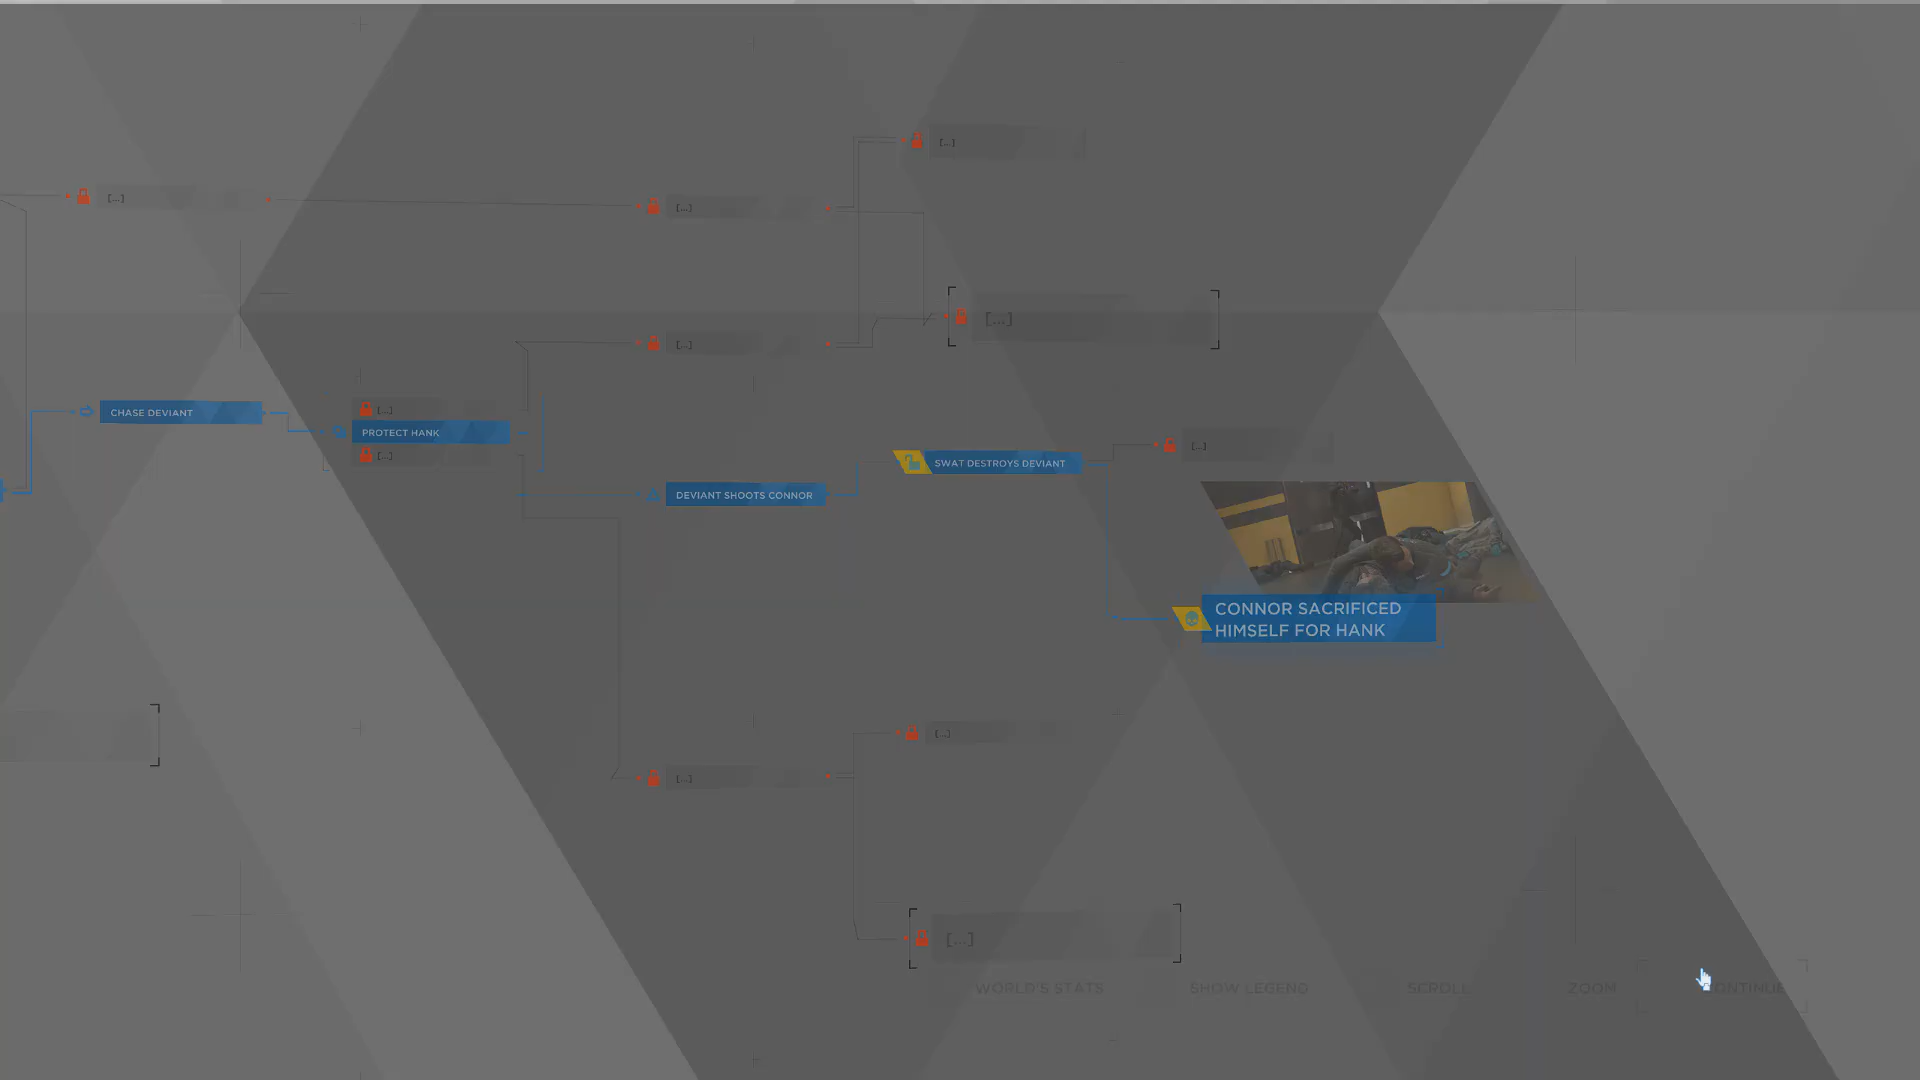 [...]
[...]
[...]
[...]
[...]
CHASE DEVIANT
[...]
PROTECT HANK
[...]
[...]
SWAT DESTROYS DEVIANT
DEVIANT SHOOTS CONNOR
CONNOR SACRIFICED
HIMSELF FOR HANK
[...]
[...]
[...]
WORLD'S STATS
SHOW LEGEND
SCROLL
ZOOM
CONTINUE